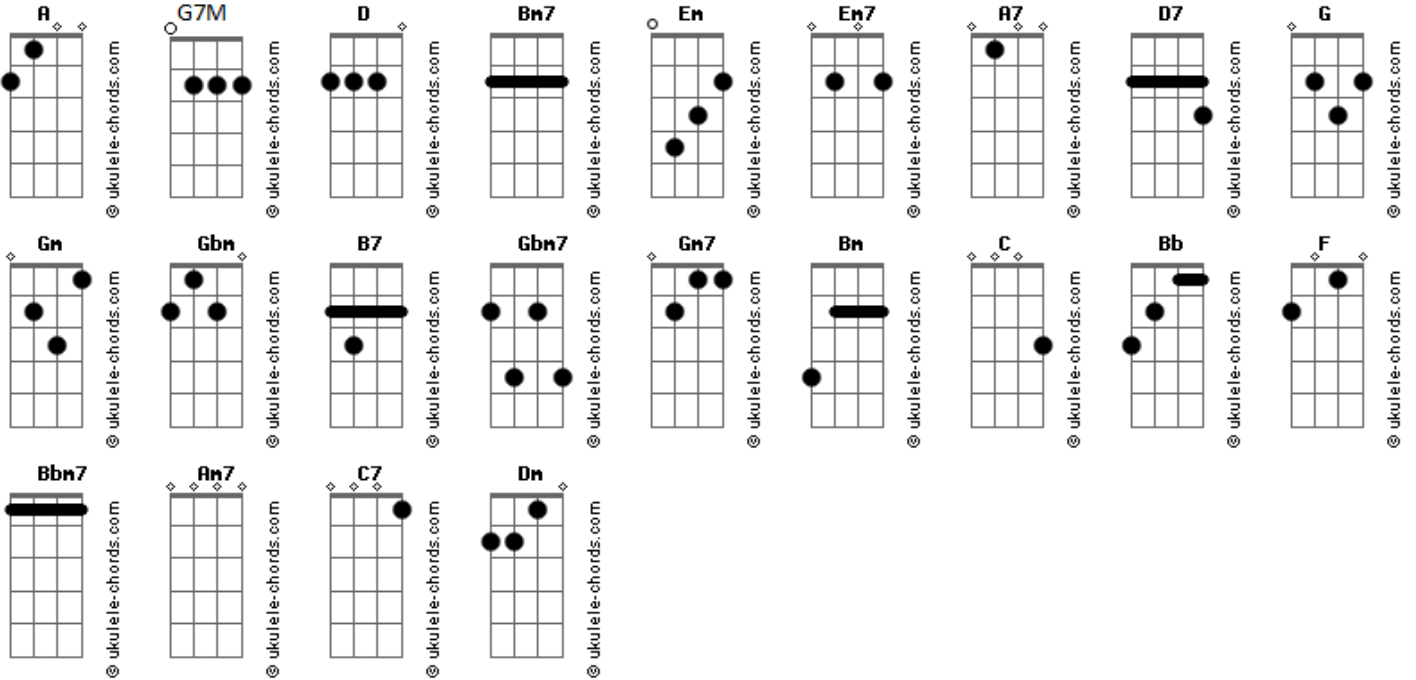 A G7M D Bm7 Em Em7 A7 D7 G
© ukulele-chords.com © ukulele-chords.com © ukulele-chords.com © ukulele-chords.com © ukulele-chords.com © ukulele-chords.com © ukulele-chords.com © ukulele-chords.com © ukulele-chords.com
Gm Gbm B7 Gbm7 Gm7 Bm C Bb F
© ukulele-chords.com © ukulele-chords.com © ukulele-chords.com © ukulele-chords.com © ukulele-chords.com © ukulele-chords.com © ukulele-chords.com © ukulele-chords.com © ukulele-chords.com
Bbm7 Am7 C7 Dm
© ukulele-chords.com © ukulele-chords.com © ukulele-chords.com © ukulele-chords.com